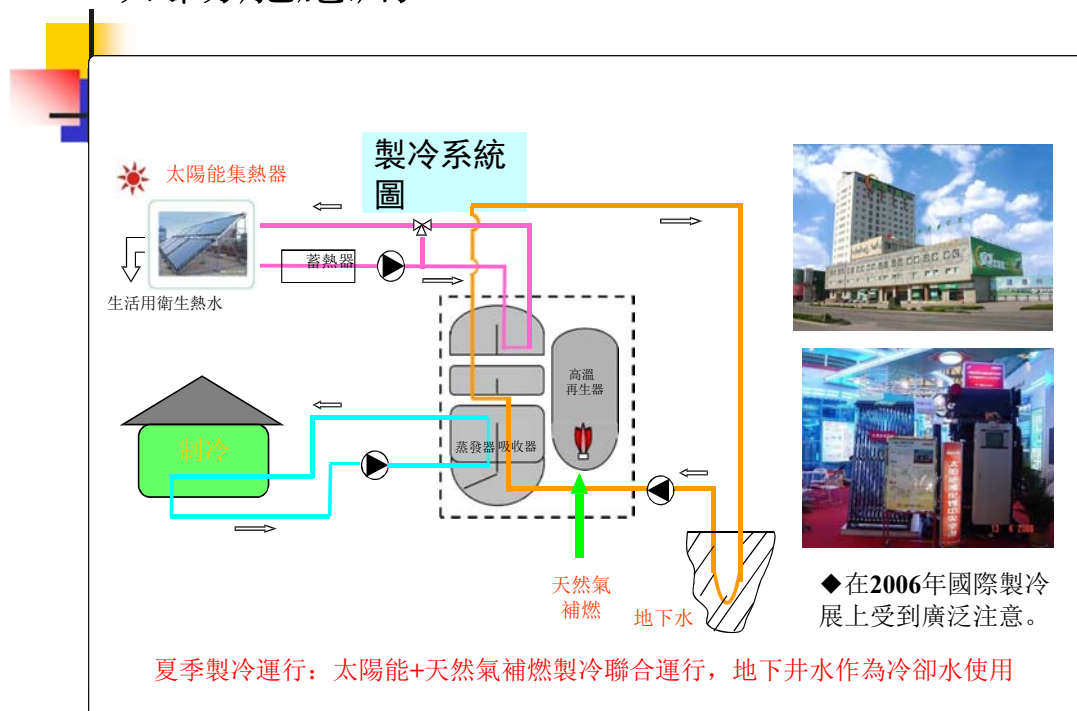 製冷系統
圖
太陽能集熱器
蓄熱器
生活用衛生熱水
高溫
再生器
制冷
蒸發器
吸收器
天然氣
補燃
地下水
13 4 2006
◆在2006年國際製冷
展上受到廣泛注意。
夏季製冷運行：太陽能+天然氣補燃製冷聯合運行，地下井水作為冷卻水使用